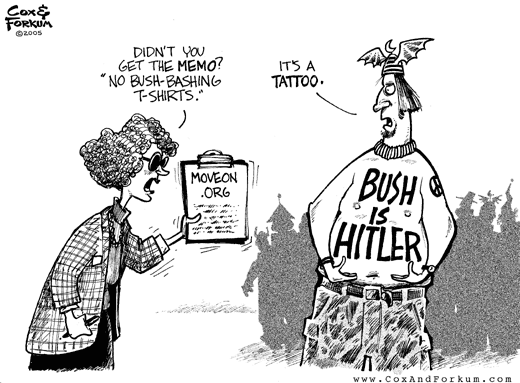 COX &
FORKUM
©2005
DIDN'T YOU
GET THE MEMO?
"NO BUSH-BASHING
T-SHIRTS."
IT'S A
TATTOO.
MOVEON
.ORG
BUSH
IS
HITLER
www.COXANDFORKUM.com